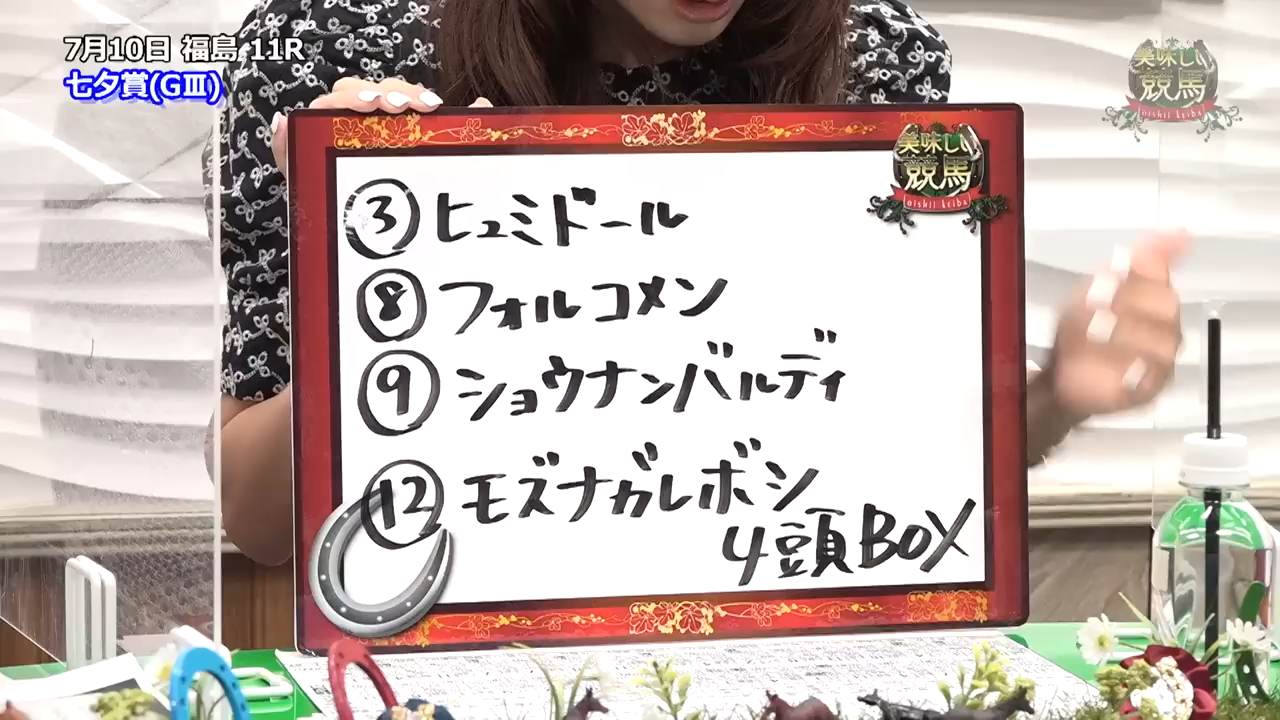 7月10日 福島 11R
七夕賞(GⅢ)
美味しい
競馬
oishii keiba
美味しい
競馬
oishii keiba
③ ヒュミドール
⑧ フォルコメン
⑨ ショウナンバルディ
⑫ モズナガレボシ
4頭BOX